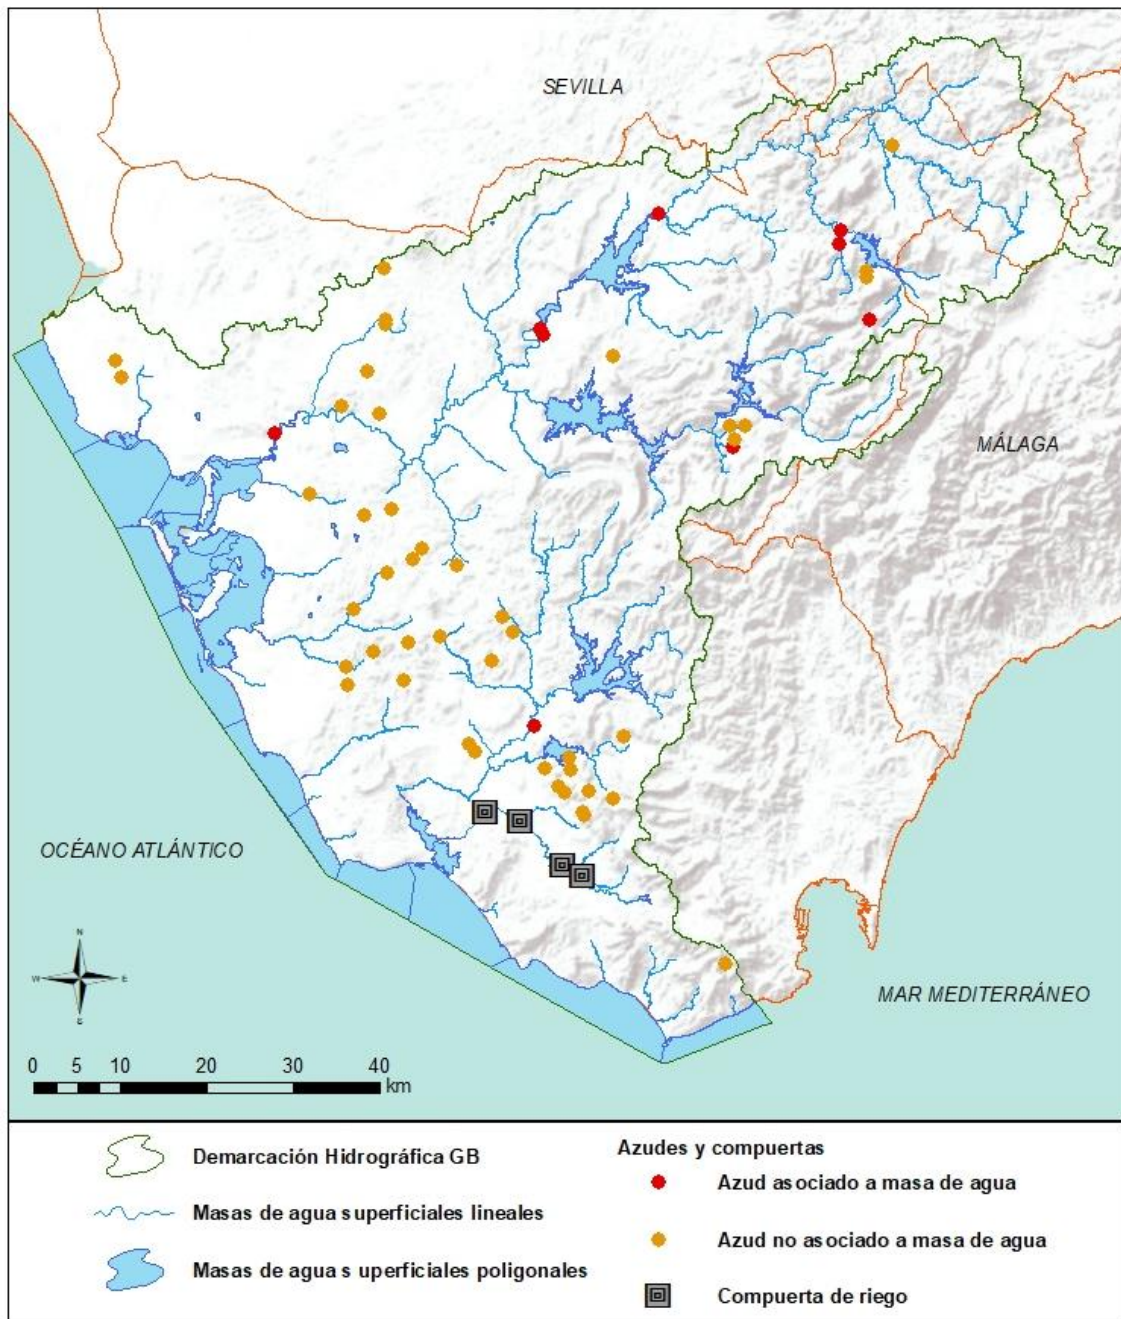 SEVILLA
MÁLAGA
OCÉANO ATLÁNTICO
MAR MEDITERRÁNEO
N
W E
S
0 5 10 20 30 40
km
Demarcación Hidrográfica GB
Masas de agua superficiales lineales
Masas de agua s uperficiales poligonales
Azudes y compuertas
Azud asociado a masa de agua
Azud no asociado a masa de agua
Compuerta de riego